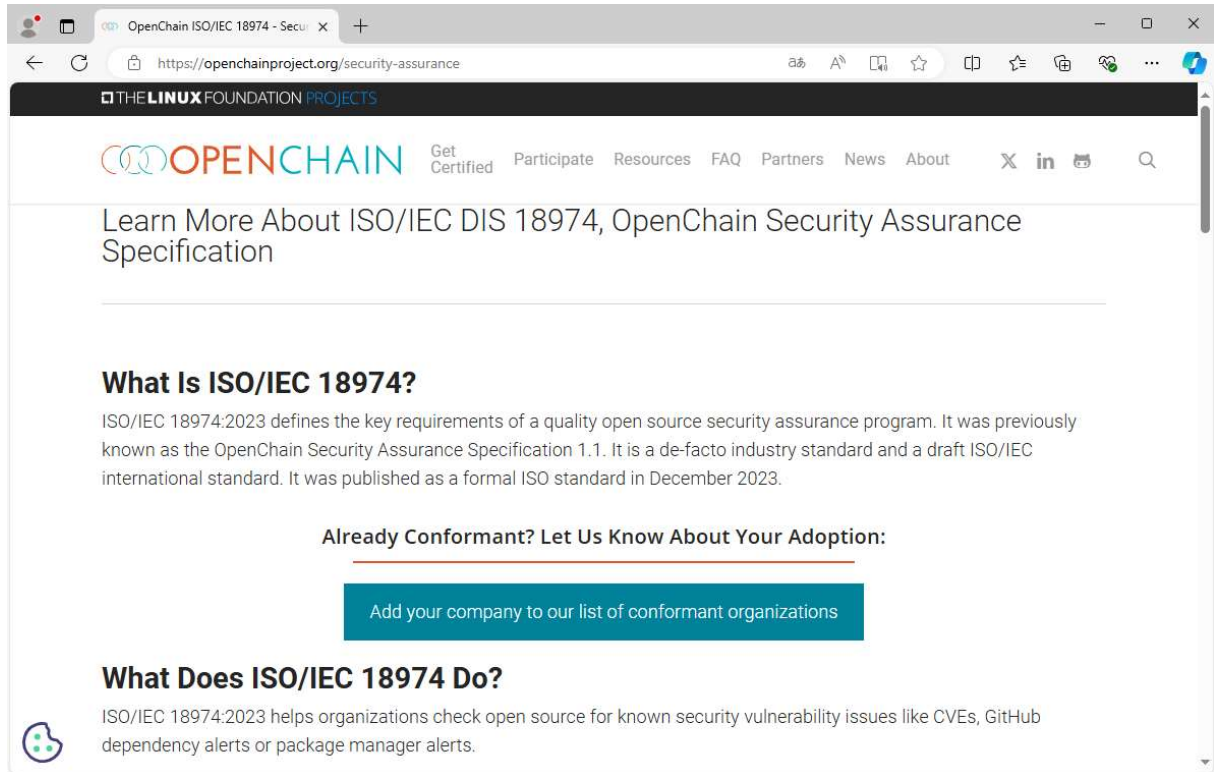 OpenChain ISO/IEC 18974 - Secu
https://openchainproject.org/security-assurance
THE LINUX FOUNDATION PROJECTS
OPENCHAIN
Get Certified Participate Resources FAQ Partners News About
Learn More About ISO/IEC DIS 18974, OpenChain Security Assurance
Specification
What Is ISO/IEC 18974?
ISO/IEC 18974:2023 defines the key requirements of a quality open source security assurance program. It was previously
known as the OpenChain Security Assurance Specification 1.1. It is a de-facto industry standard and a draft ISO/IEC
international standard. It was published as a formal ISO standard in December 2023.
Already Conformant? Let Us Know About Your Adoption:
Add your company to our list of conformant organizations
What Does ISO/IEC 18974 Do?
ISO/IEC 18974:2023 helps organizations check open source for known security vulnerability issues like CVEs, GitHub
dependency alerts or package manager alerts.